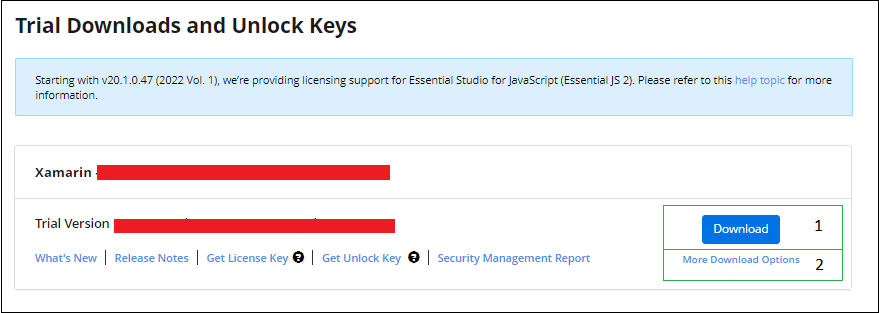 Trial Downloads and Unlock Keys
Starting with v20.1.0.47 (2022 Vol. 1), we’re providing licensing support for Essential Studio for JavaScript (Essential JS 2). Please refer to this help topic for more
information.
Xamarin -
Trial Version
Download 1
What's New | Release Notes | Get License Key ? | Get Unlock Key ? | Security Management Report
More Download Options 2